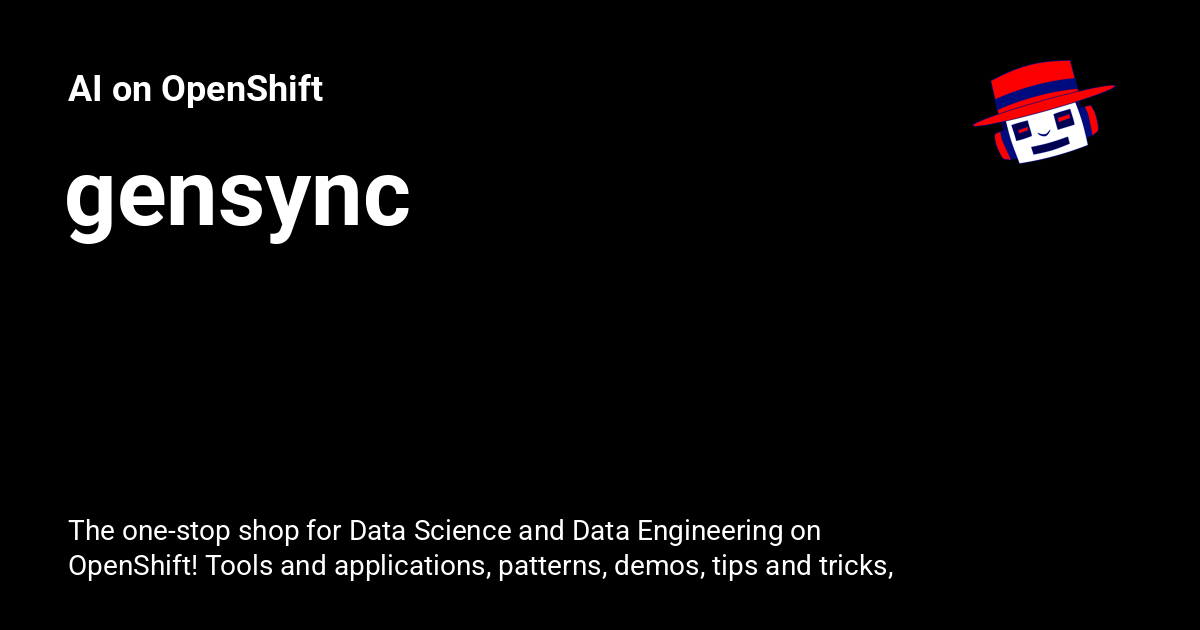 AI on OpenShift
gensync
The one-stop shop for Data Science and Data Engineering on
OpenShift! Tools and applications, patterns, demos, tips and tricks,